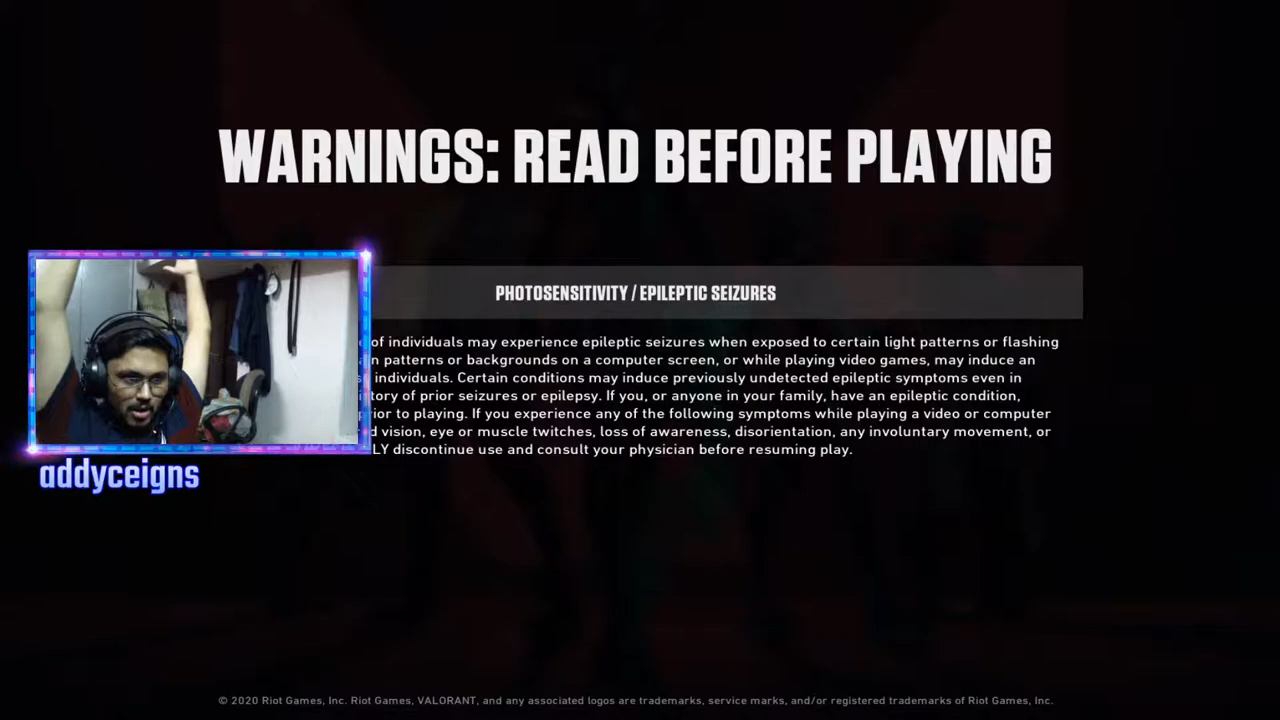 WARNINGS: READ BEFORE PLAYING
PHOTOSENSITIVITY / EPILEPTIC SEIZURES
of individuals may experience epileptic seizures when exposed to certain light patterns or flashing
patterns or backgrounds on a computer screen, or while playing video games, may induce an
individuals. Certain conditions may induce previously undetected epileptic symptoms even in
of prior seizures or epilepsy. If you, or anyone in your family, have an epileptic condition,
to playing. If you experience any of the following symptoms while playing a video or computer
vision, eye or muscle twitches, loss of awareness, disorientation, any involuntary movement, or
discontinue use and consult your physician before resuming play.
addyceigns
© 2020 Riot Games, Inc. Riot Games, VALORANT, and any associated logos are trademarks, service marks, and/or registered trademarks of Riot Games, Inc.